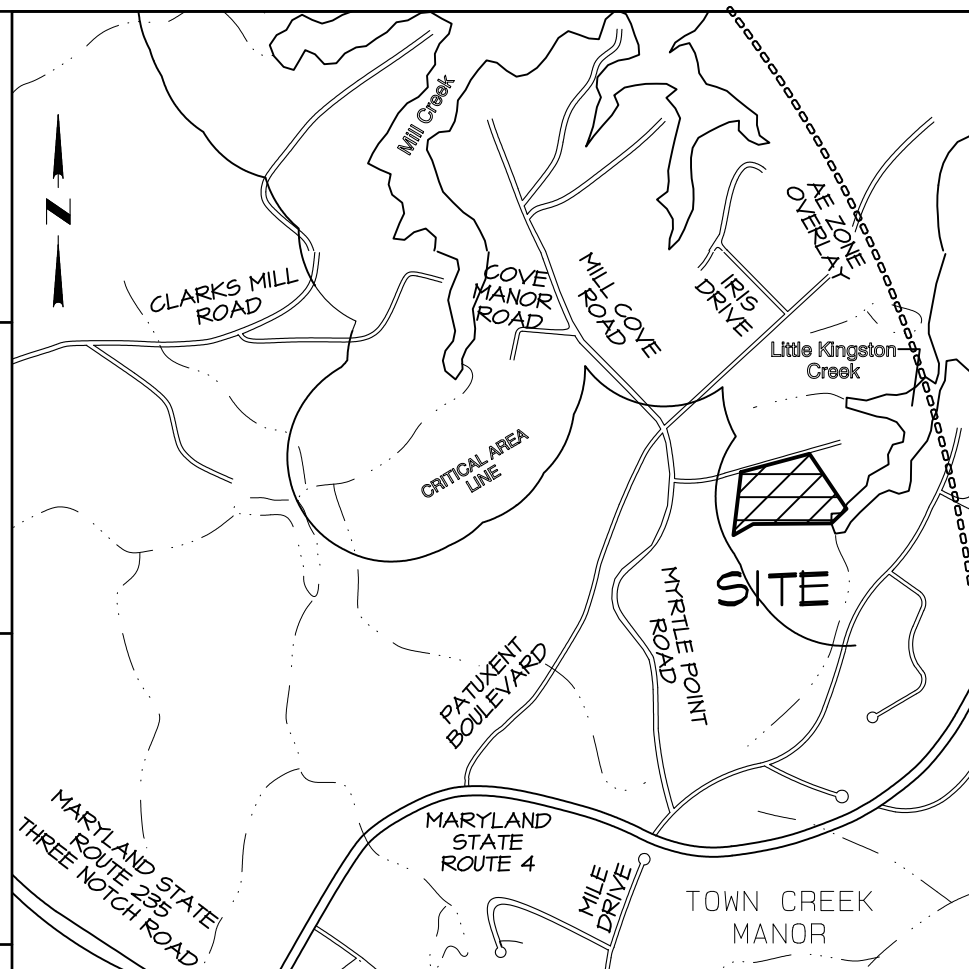 Mill Creek
N
AE ZONE
OVERLAY
CLARKS MILL
ROAD
COVE
MANOR
ROAD
MILL COVE
ROAD
IRIS
DRIVE
Little Kingston
Creek
CRITICAL AREA
LINE
SITE
MYRTLE POINT
ROAD
PATUXENT
BOULEVARD
MARYLAND STATE
ROUTE 235
THREE NOTCH ROAD
MARYLAND
STATE
ROUTE 4
MILE
DRIVE
TOWN CREEK
MANOR